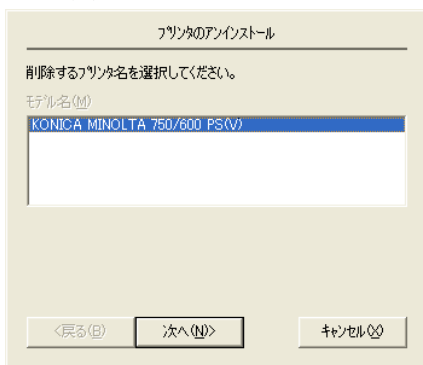 プリンタのアンインストール
削除するプリンタ名を選択してください。
モデル名(M)
KONICA MINOLTA 750/600 PS(V)
<戻る(B)
次へ(N)>
キャンセル(X)